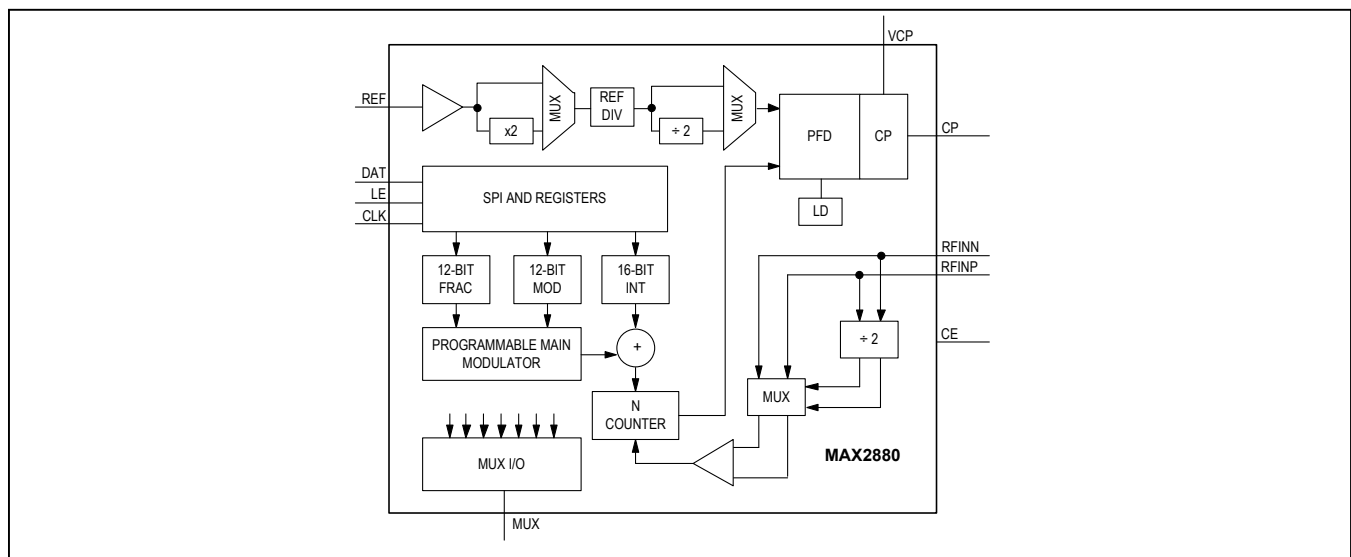 VCP
REF
x2
MUX
REF
DIV
÷ 2
MUX
PFD
CP
CP
LD
DAT
LE
CLK
SPI AND REGISTERS
12-BIT
FRAC
12-BIT
MOD
16-BIT
INT
RFINN
RFINP
÷ 2
CE
PROGRAMMABLE MAIN
MODULATOR
+
MUX
N
COUNTER
MAX2880
MUX I/O
MUX